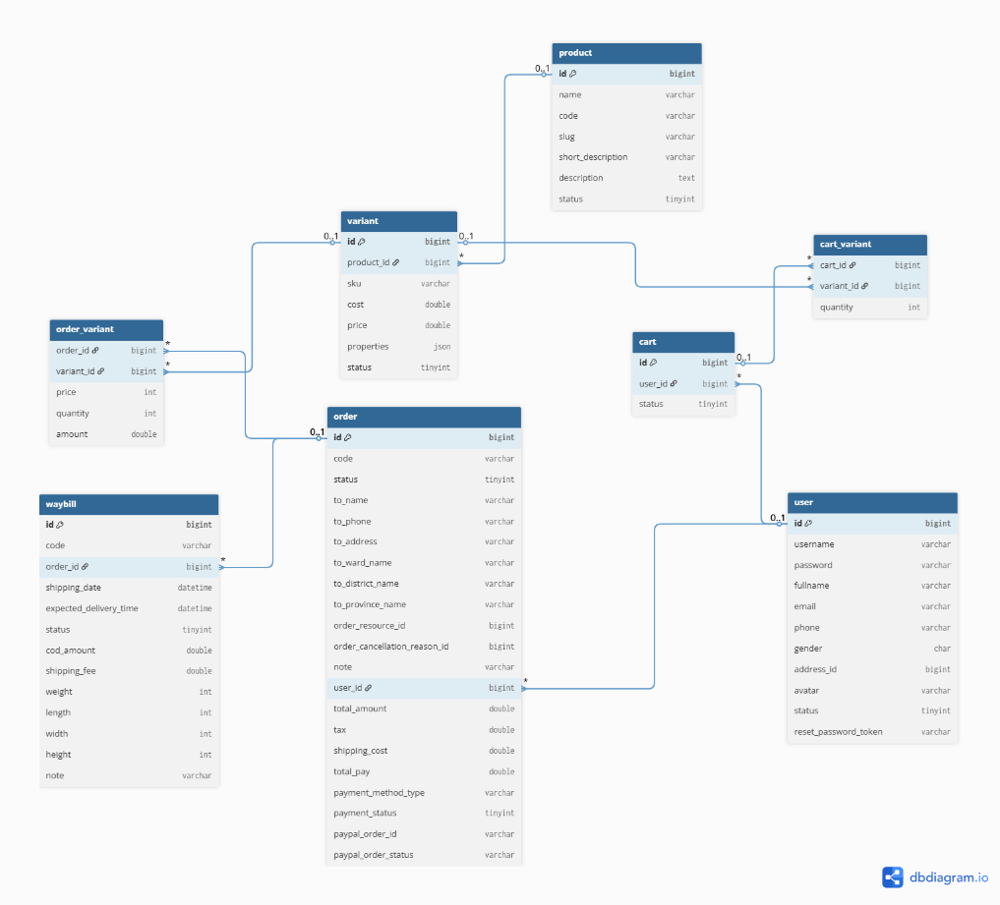 product
id bigint
name varchar
code varchar
slug varchar
short_description varchar
description text
status tinyint
0..1
variant
id bigint
product_id bigint
sku varchar
cost double
price double
properties json
status tinyint
0..1
0..1
*
cart_variant
cart_id bigint
variant_id bigint
quantity int
*
*
order_variant
order_id bigint
variant_id bigint
price int
quantity int
amount double
*
*
cart
id bigint
user_id bigint
status tinyint
0..1
*
order
id bigint
code varchar
status tinyint
to_name varchar
to_phone varchar
to_address varchar
to_ward_name varchar
to_district_name varchar
to_province_name varchar
order_resource_id bigint
order_cancellation_reason_id bigint
note varchar
user_id bigint
total_amount double
tax double
shipping_cost double
total_pay double
payment_method_type varchar
payment_status tinyint
paypal_order_id varchar
paypal_order_status varchar
0..1
*
waybill
id bigint
code varchar
order_id bigint
shipping_date datetime
expected_delivery_time datetime
status tinyint
cod_amount double
shipping_fee double
weight int
length int
width int
height int
note varchar
*
user
id bigint
username varchar
password varchar
fullname varchar
email varchar
phone varchar
gender char
address_id bigint
avatar varchar
status tinyint
reset_password_token varchar
0..1
dbdiagram.io